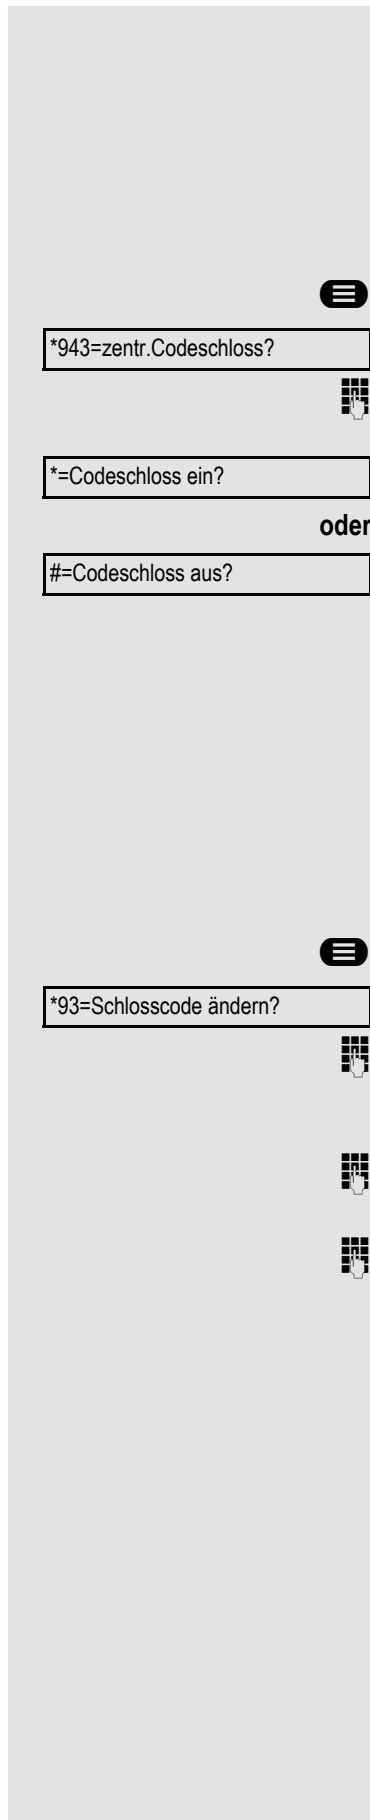 *943=zentr.Codeschloss?
*=Codeschloss ein?
oder
#=Codeschloss aus?
*93=Schlosscode ändern?